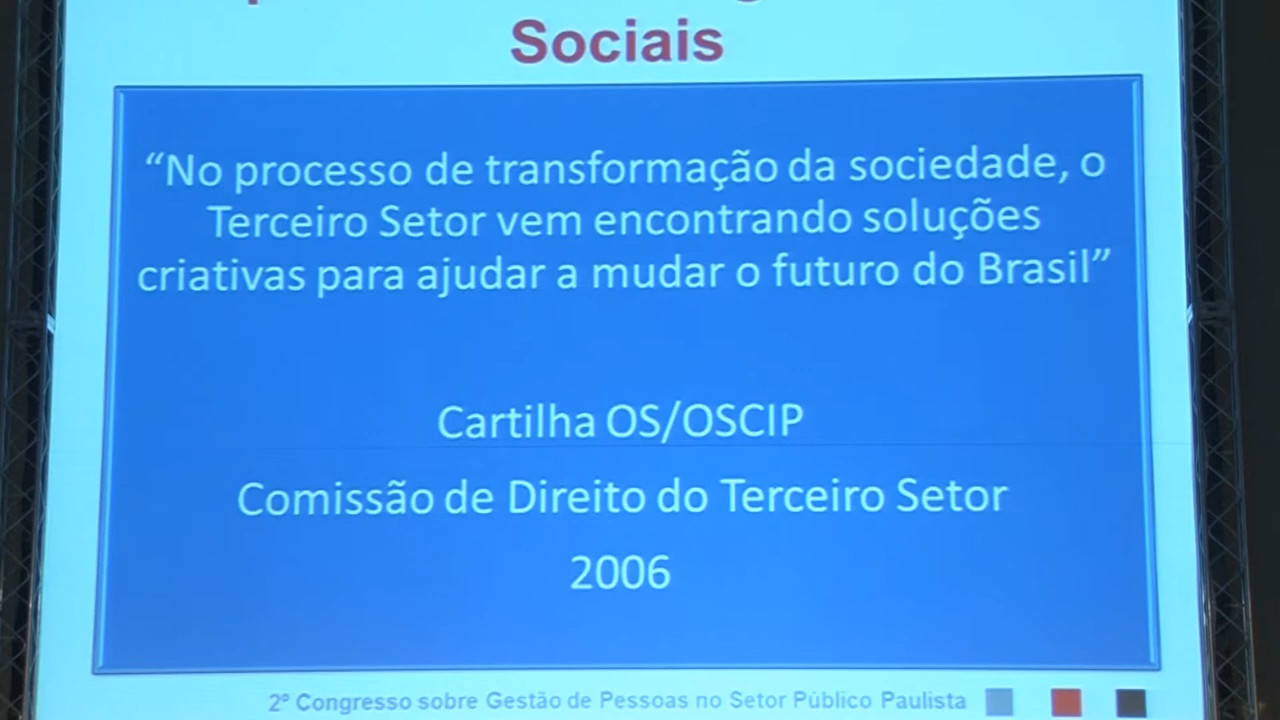 Sociais
“No processo de transformação da sociedade, o
Terceiro Setor vem encontrando soluções
criativas para ajudar a mudar o futuro do Brasil”
Cartilha OS/OSCIP
Comissão de Direito do Terceiro Setor
2006
2º Congresso sobre Gestão de Pessoas no Setor Público Paulista